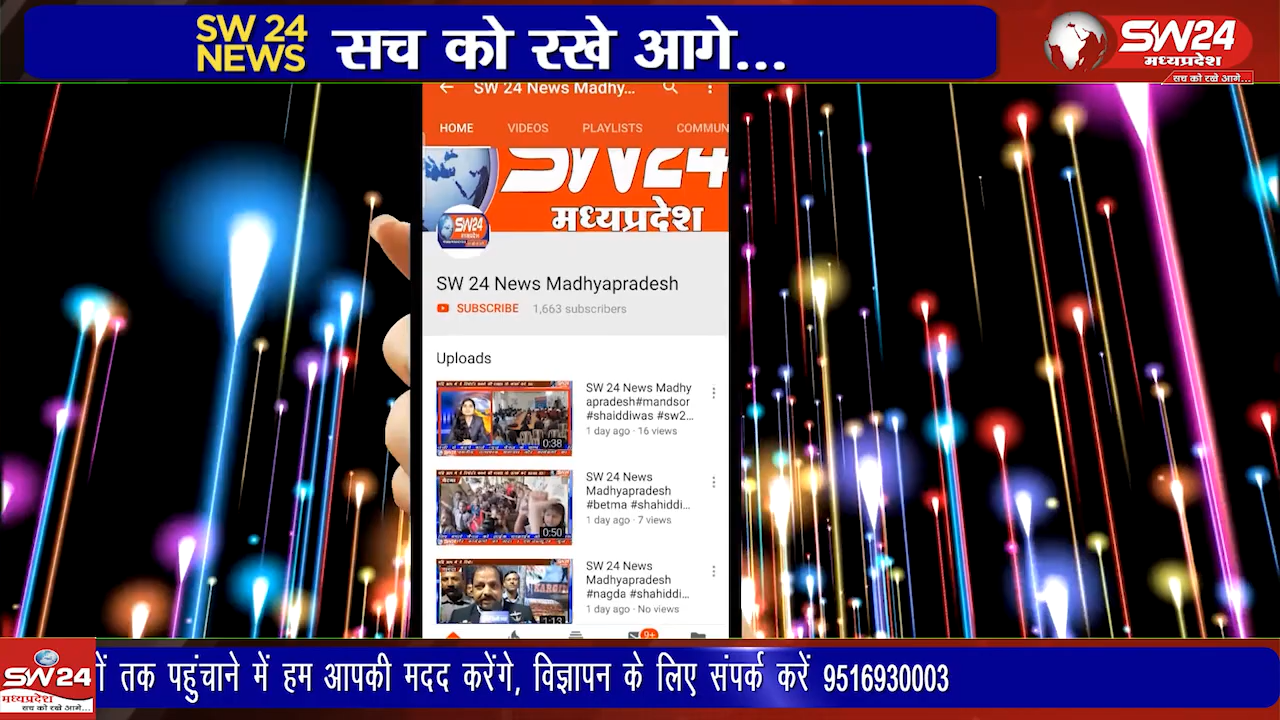 SW 24
NEWS
सच को रखे आगे...
SW24
मध्यप्रदेश
सच को रखे आगे...
SW 24 News Madhy...
HOME VIDEOS PLAYLISTS COMMUN
SW24
मध्यप्रदेश
SW24
SW 24 News Madhyapradesh
SUBSCRIBE 1,663 subscribers
Uploads
SW 24 News Madhy
apradesh#mandsor
#shaiddiwas #sw2...
1 day ago · 16 views
0:38
SW 24 News
Madhyapradesh
#betma #shahiddi...
1 day ago · 7 views
0:50
SW 24 News
Madhyapradesh
#nagda #shahiddi...
1 day ago · No views
1:13
9+
SW24
मध्यप्रदेश
सच को रखे आगे...
ों तक पहुंचाने में हम आपकी मदद करेंगे, विज्ञापन के लिए संपर्क करें 9516930003